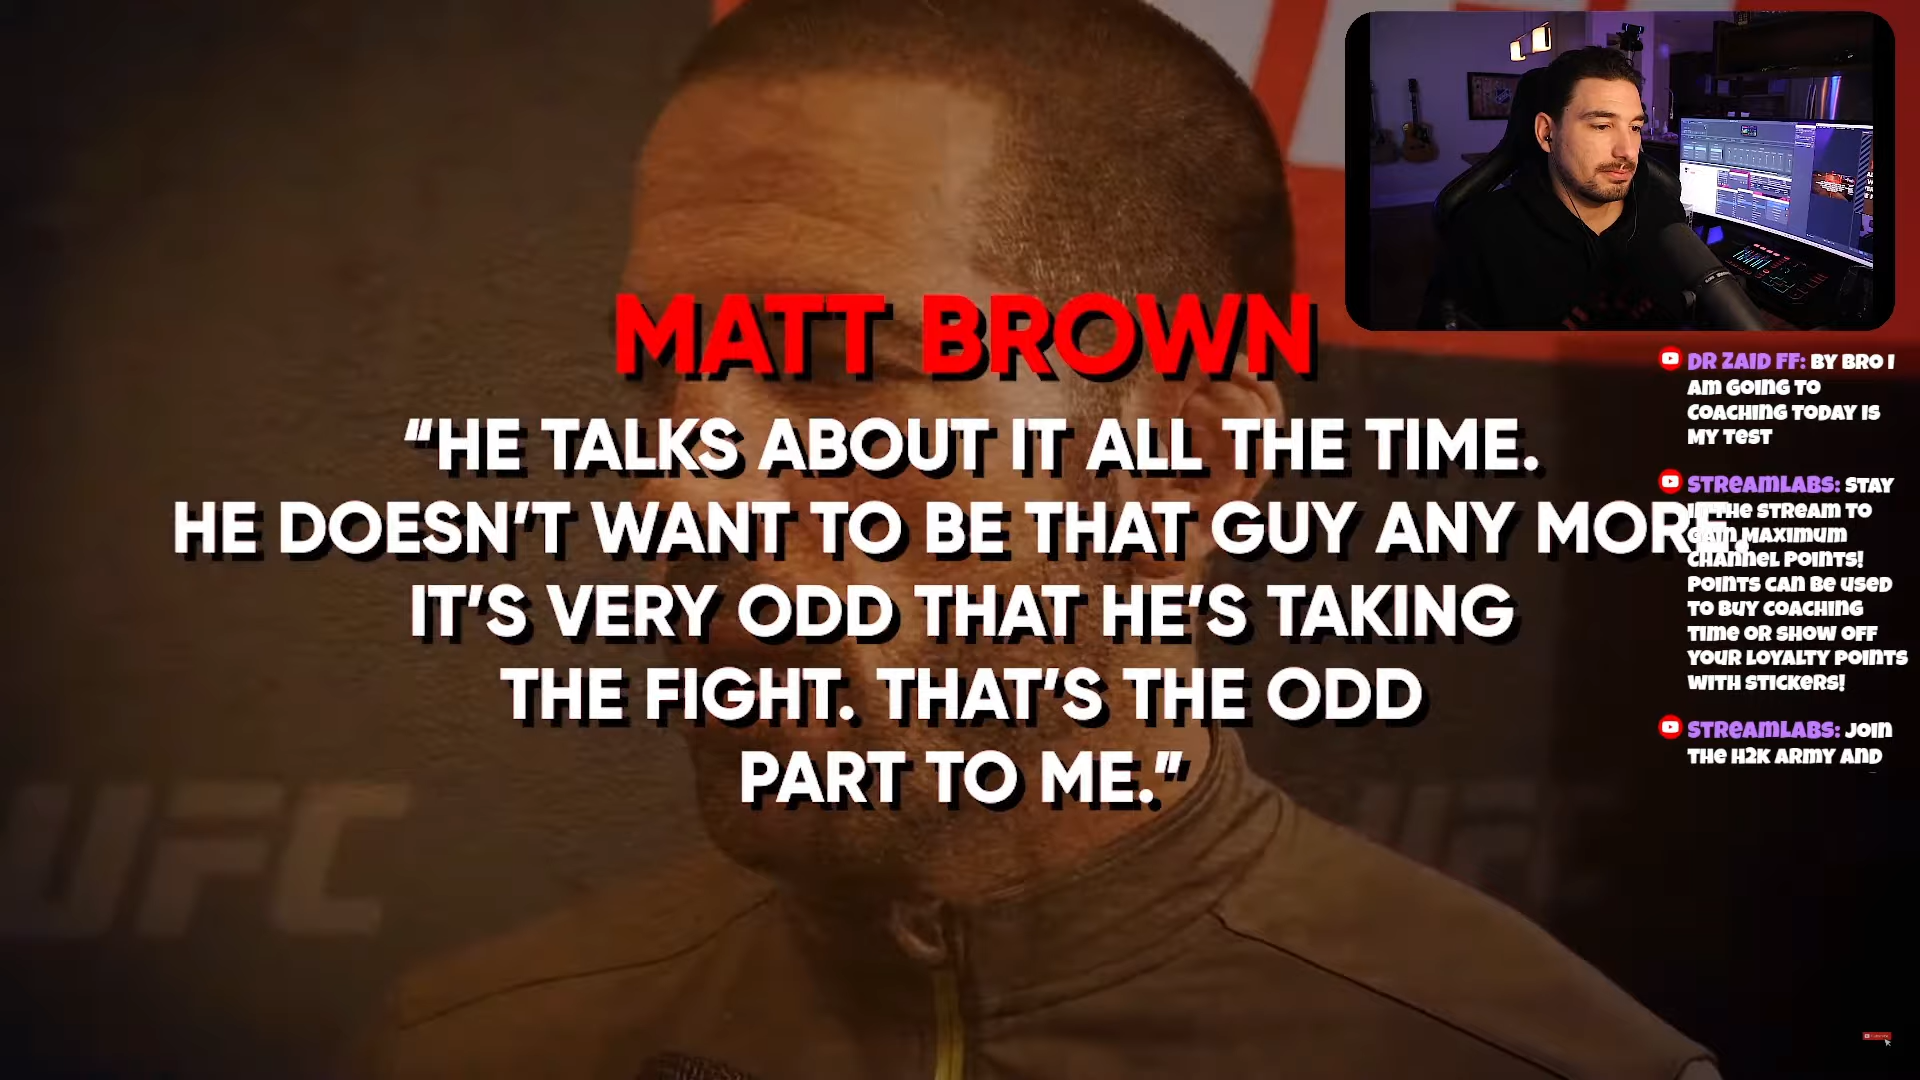 MATT BROWN
“HE TALKS ABOUT IT ALL THE TIME.
HE DOESN’T WANT TO BE THAT GUY ANY MORE.
IT’S VERY ODD THAT HE’S TAKING
THE FIGHT. THAT’S THE ODD
PART TO ME.”
UFC
DR ZAID FF: BY BRO I
AM GOING TO
COACHING TODAY IS
MY TEST
STREAMLABS: STAY
IN THE STREAM TO
GAIN MAXIMUM
CHANNEL POINTS!
POINTS CAN BE USED
TO BUY COACHING
TIME OR SHOW OFF
YOUR LOYALTY POINTS
WITH STICKERS!
STREAMLABS: JOIN
THE H2K ARMY AND